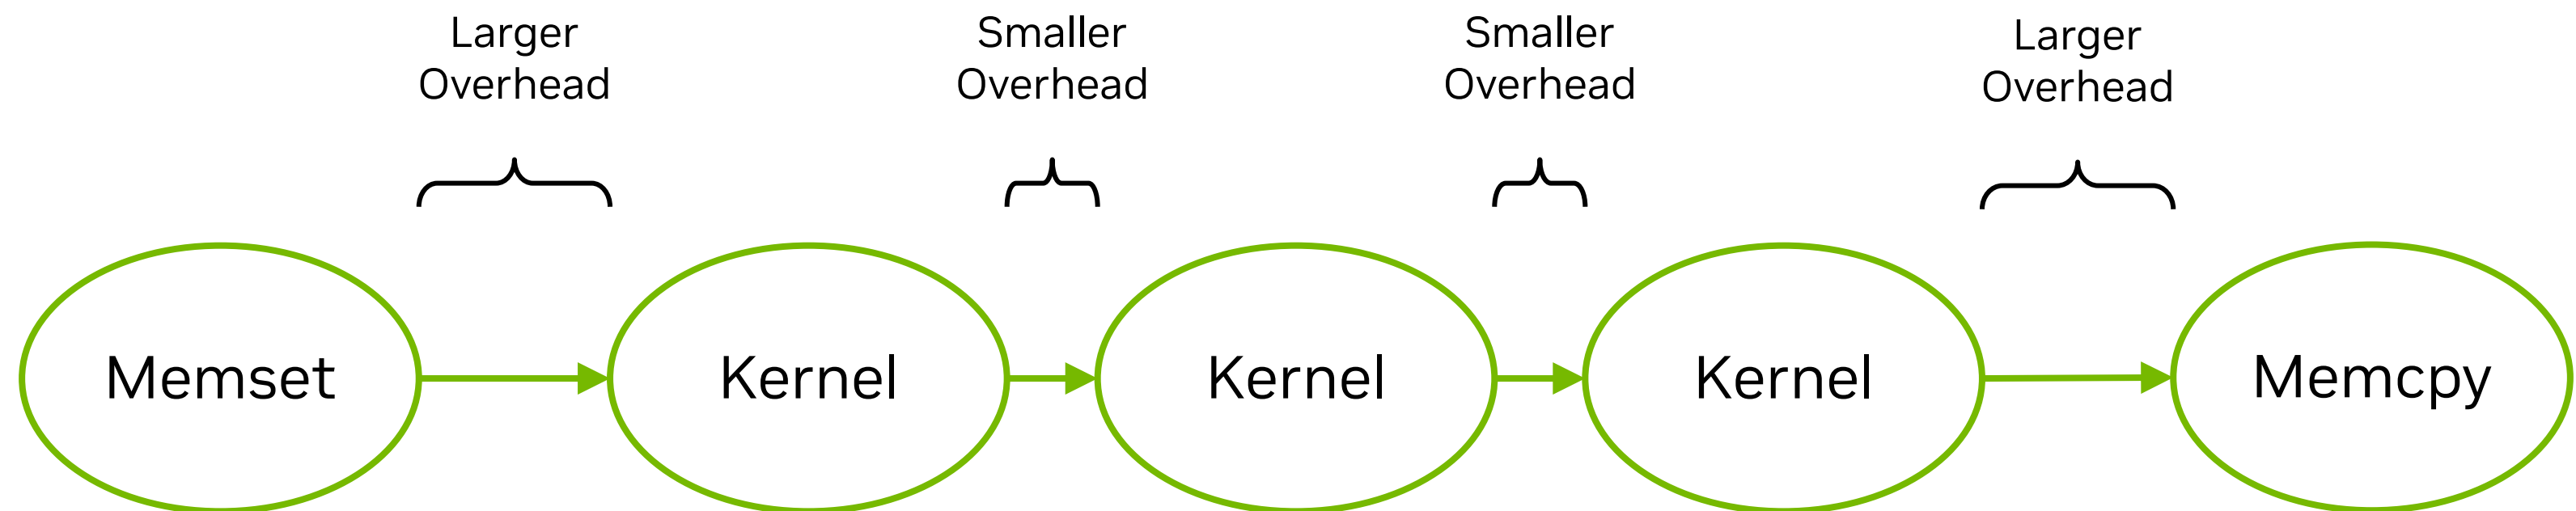 Larger
Overhead
Smaller
Overhead
Smaller
Overhead
Larger
Overhead
Memset
Kernel
Kernel
Kernel
Memcpy